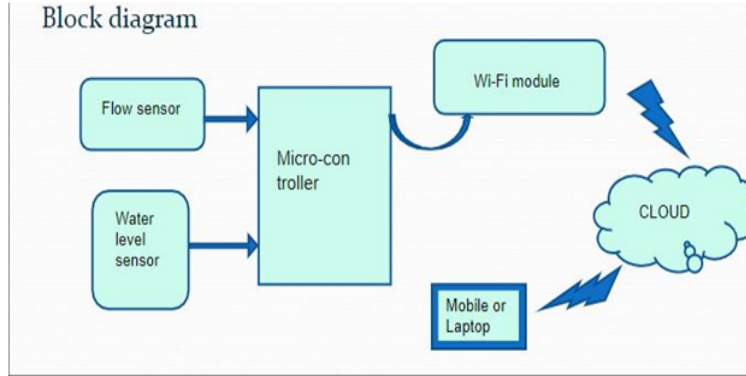 Block diagram
Flow sensor
Wi-Fi module
Micro-con
troller
Water
level
sensor
CLOUD
Mobile or
Laptop